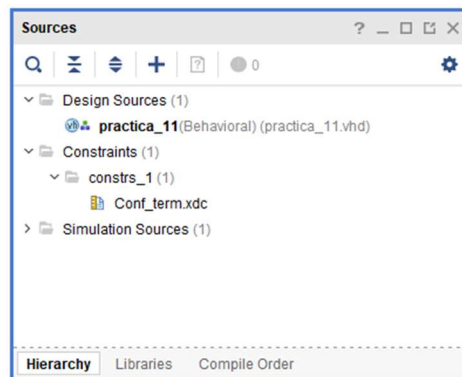 Sources ? _ □ X
0
Design Sources (1)
practica_11(Behavioral) (practica_11.vhd)
Constraints (1)
constrs_1 (1)
Conf_term.xdc
Simulation Sources (1)
Hierarchy Libraries Compile Order